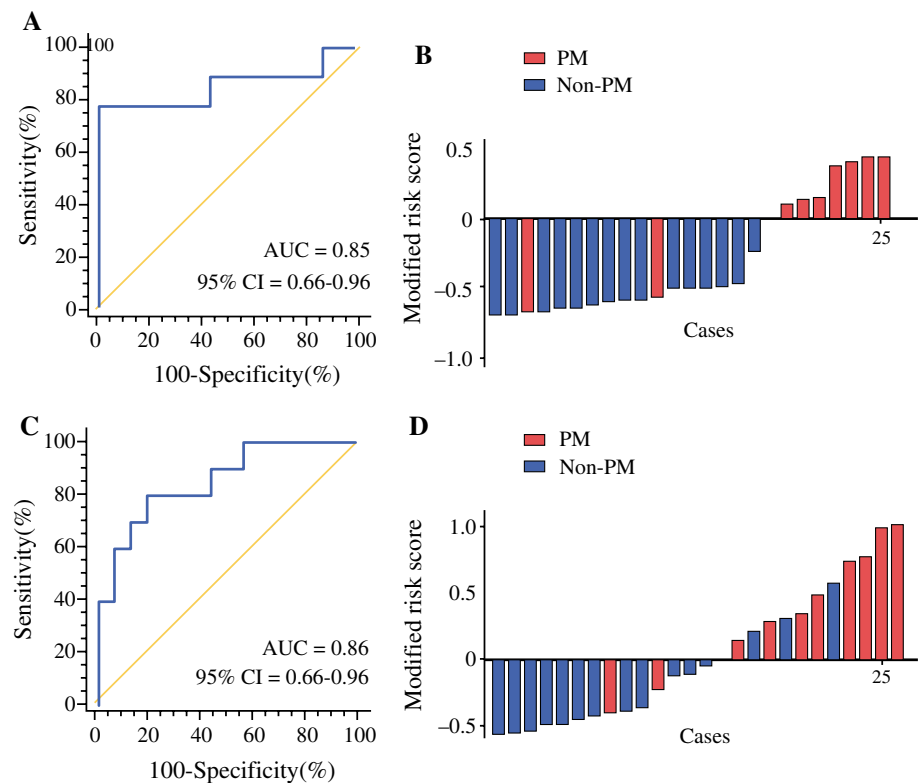 A
100
100
80
60
40
20
0
Sensitivity(%)
AUC = 0.85
95% CI = 0.66-0.96
0 20 40 60 80 100
100-Specificity(%)
B
PM
Non-PM
Modified risk score
0.5
0
−0.5
−1.0
25
Cases
C
100
80
60
40
20
0
Sensitivity(%)
AUC = 0.86
95% CI = 0.66-0.96
0 20 40 60 80 100
100-Specificity(%)
D
PM
Non-PM
Modified risk score
1.0
0.5
0
−0.5
25
Cases